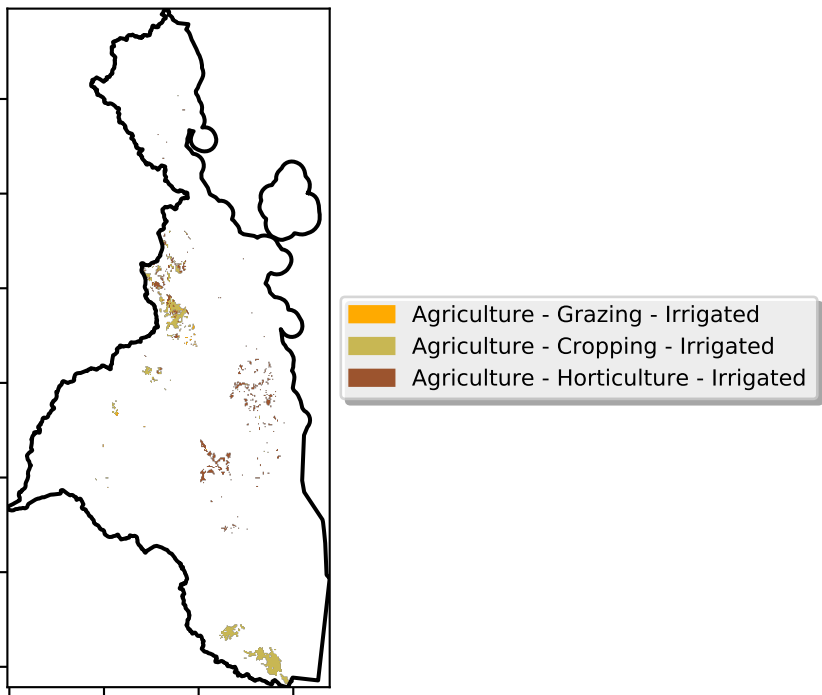 Agriculture - Grazing - Irrigated
Agriculture - Cropping - Irrigated
Agriculture - Horticulture - Irrigated